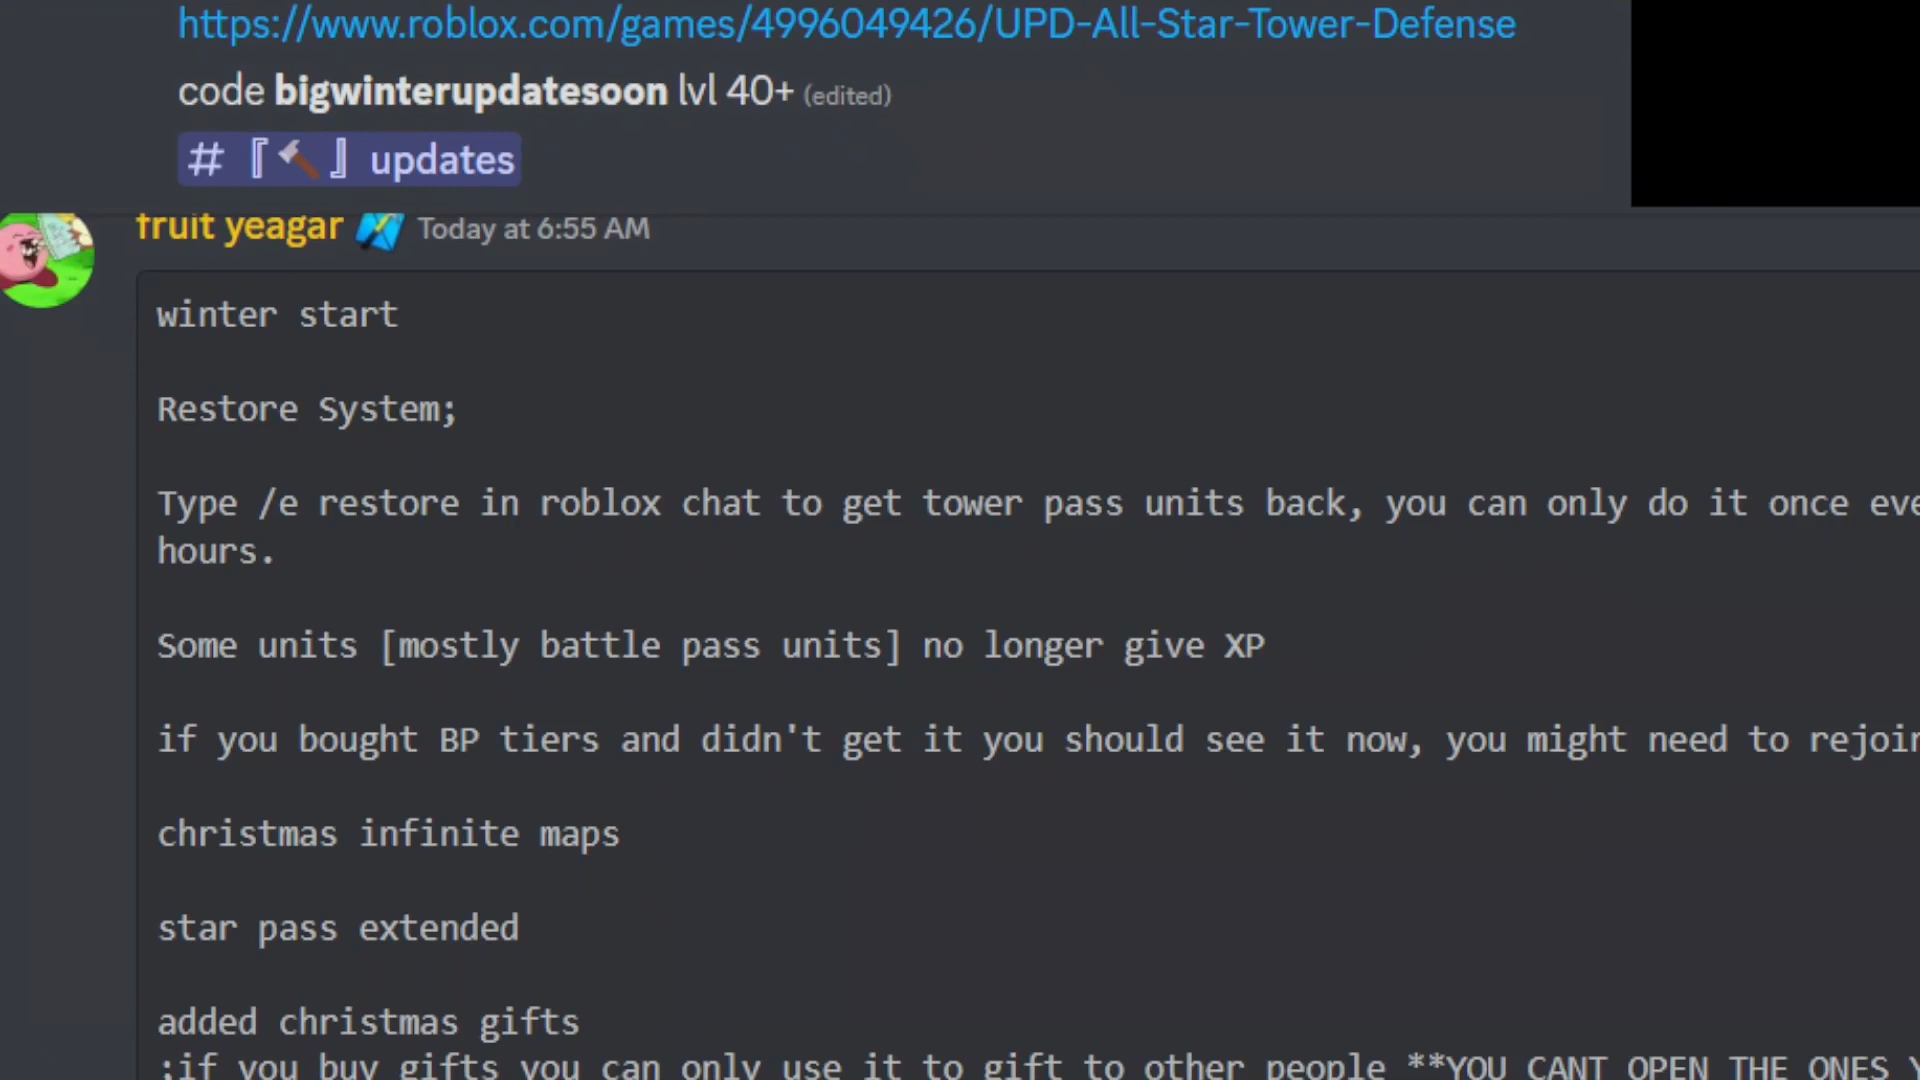 https://www.roblox.com/games/4996049426/UPD-All-Star-Tower-Defense
code bigwinterupdatesoon lvl 40+ (edited)
# 『🔨』 updates
fruit yeagar Today at 6:55 AM
winter start
Restore System;
Type /e restore in roblox chat to get tower pass units back, you can only do it once
hours.
Some units [mostly battle pass units] no longer give XP
if you bought BP tiers and didn't get it you should see it now, you might need to
christmas infinite maps
star pass extended
added christmas gifts
;if you buy gifts you can only use it to gift to other people **YOU CANT OPEN THE ONES